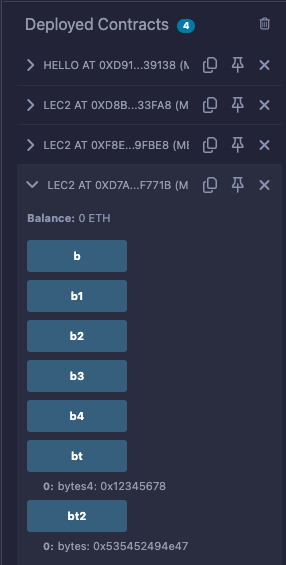 Deployed Contracts 4
HELLO AT 0XD91...39138 (M
LEC2 AT 0XD8B...33FA8 (M
LEC2 AT 0XF8E...9FBE8 (ME
LEC2 AT 0XD7A...F771B (M
Balance: 0 ETH
b
b1
b2
b3
b4
bt
0: bytes4: 0x12345678
bt2
0: bytes: 0x535452494e47